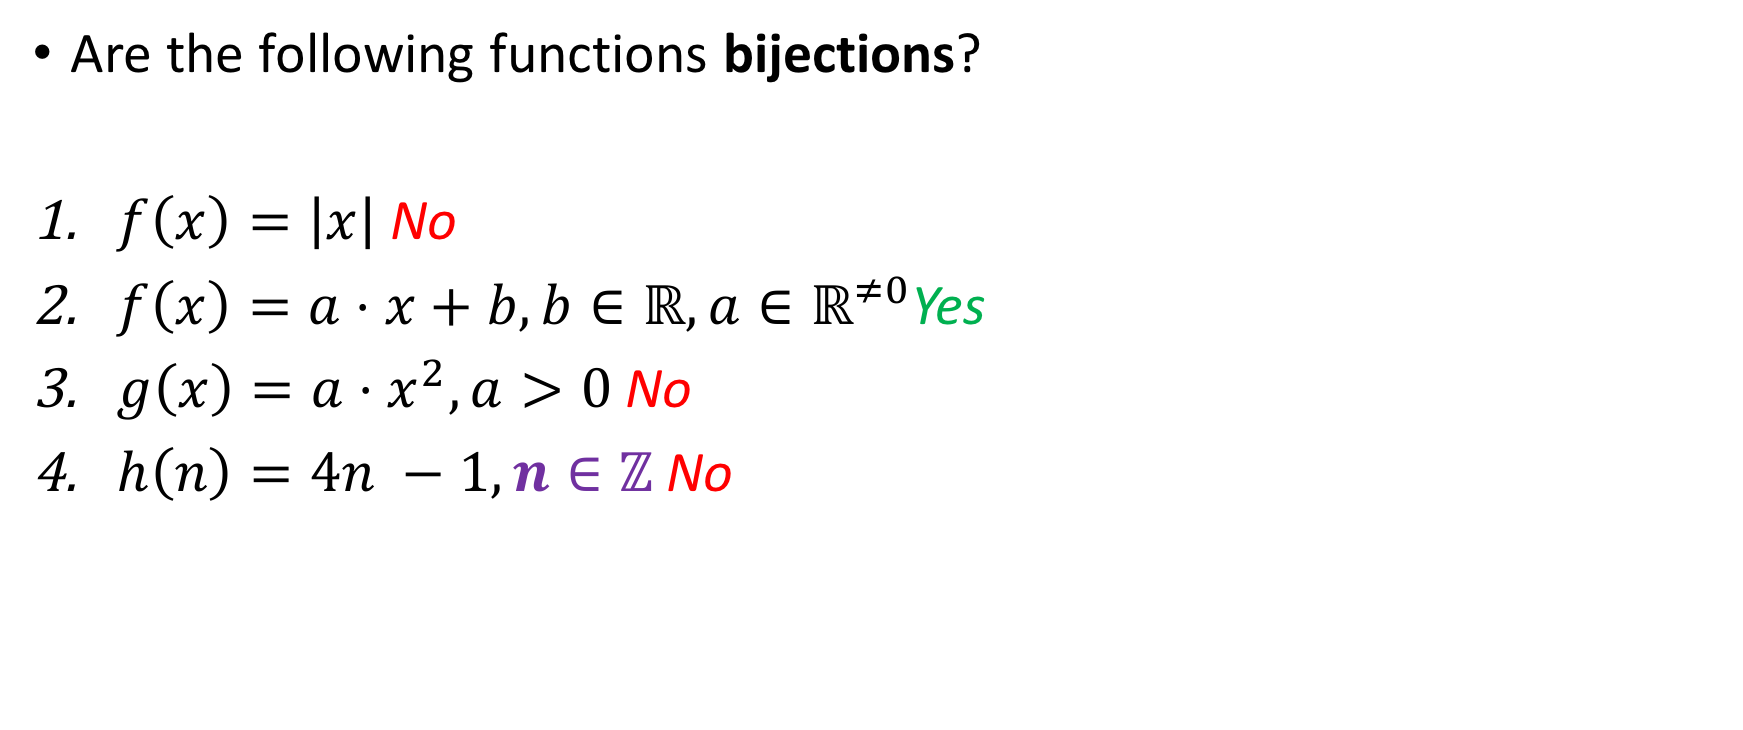 • Are the following functions bijections?
1. f(x) = |x| No
2. f(x) = a · x + b, b ∈ ℝ, a ∈ ℝ^≠0 Yes
3. g(x) = a · x², a > 0 No
4. h(n) = 4n − 1, n ∈ ℤ No